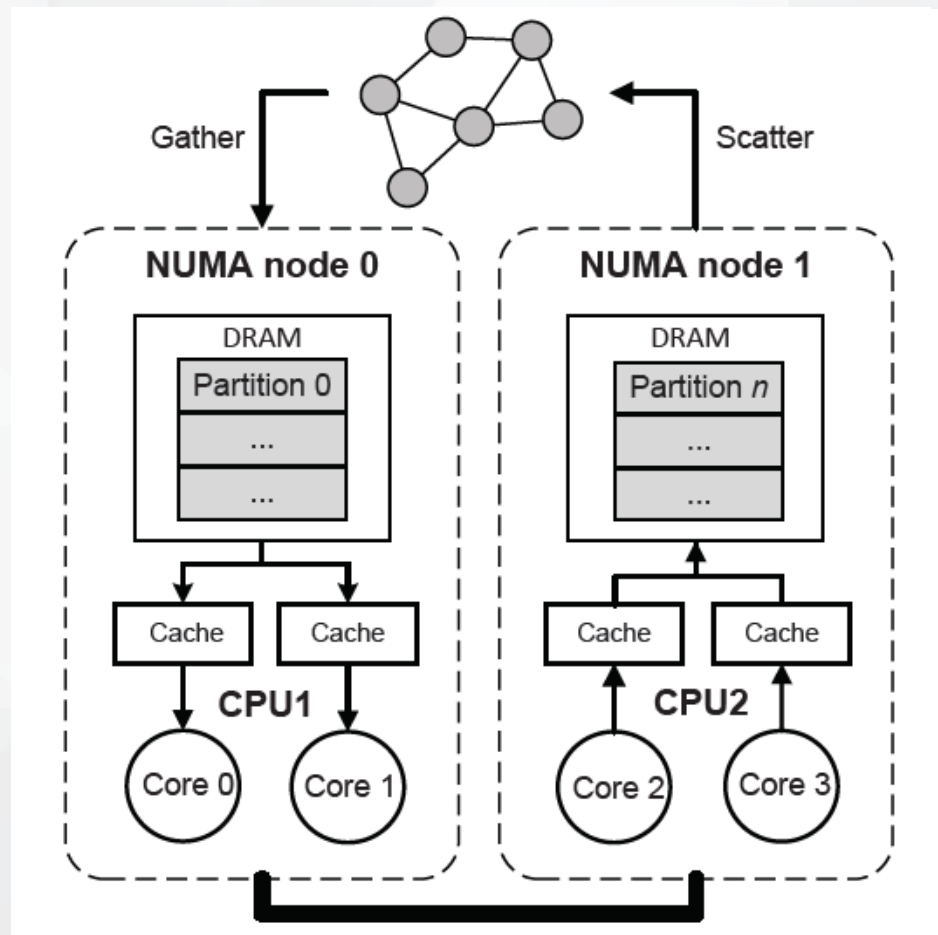 Gather
Scatter
NUMA node 0
DRAM
Partition 0
...
...
Cache
Cache
CPU1
Core 0
Core 1
NUMA node 1
DRAM
Partition n
...
...
Cache
Cache
CPU2
Core 2
Core 3